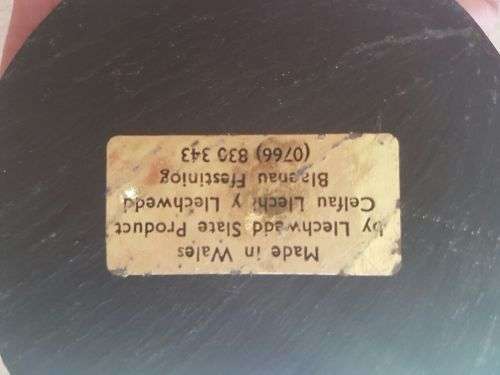 Made in Wales
by Llechwedd Slate Product
Celfau Llechi y Llechwedd
Blaenau Ffestiniog
(0766) 830 343